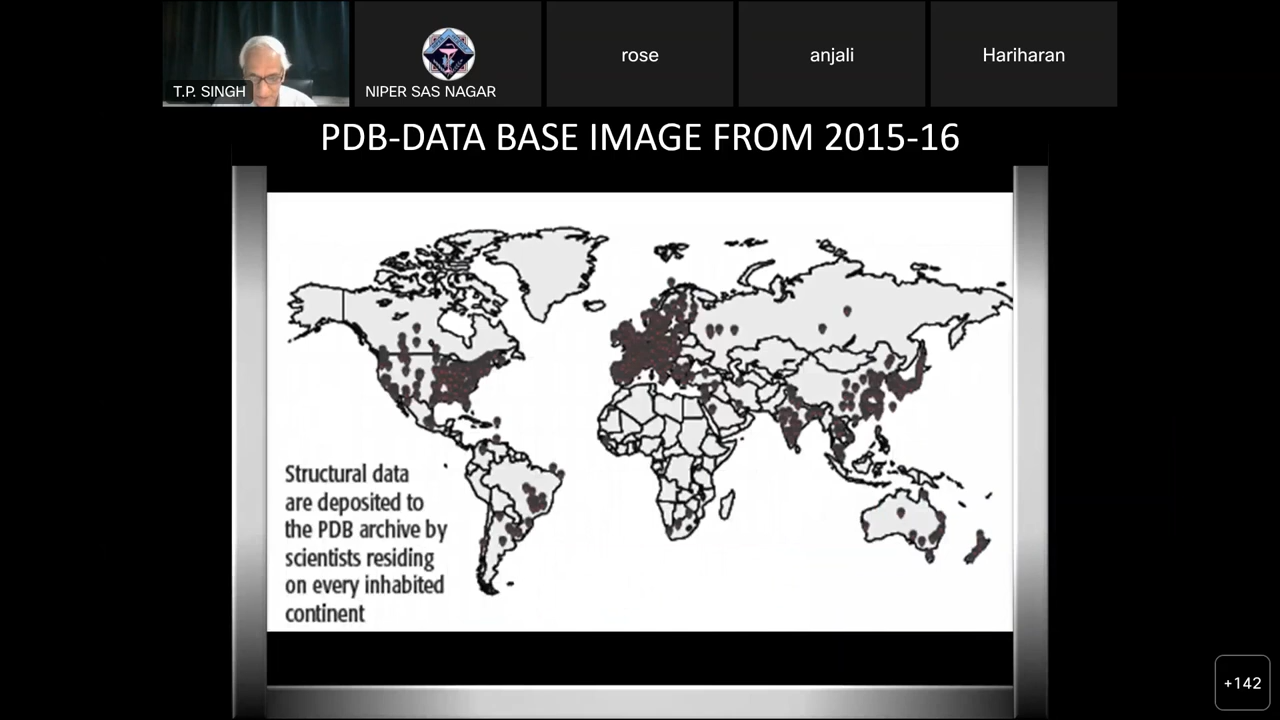 T.P. SINGH
NIPER SAS NAGAR
rose
anjali
Hariharan
PDB-DATA BASE IMAGE FROM 2015-16
Structural data
are deposited to
the PDB archive by
scientists residing
on every inhabited
continent
+142